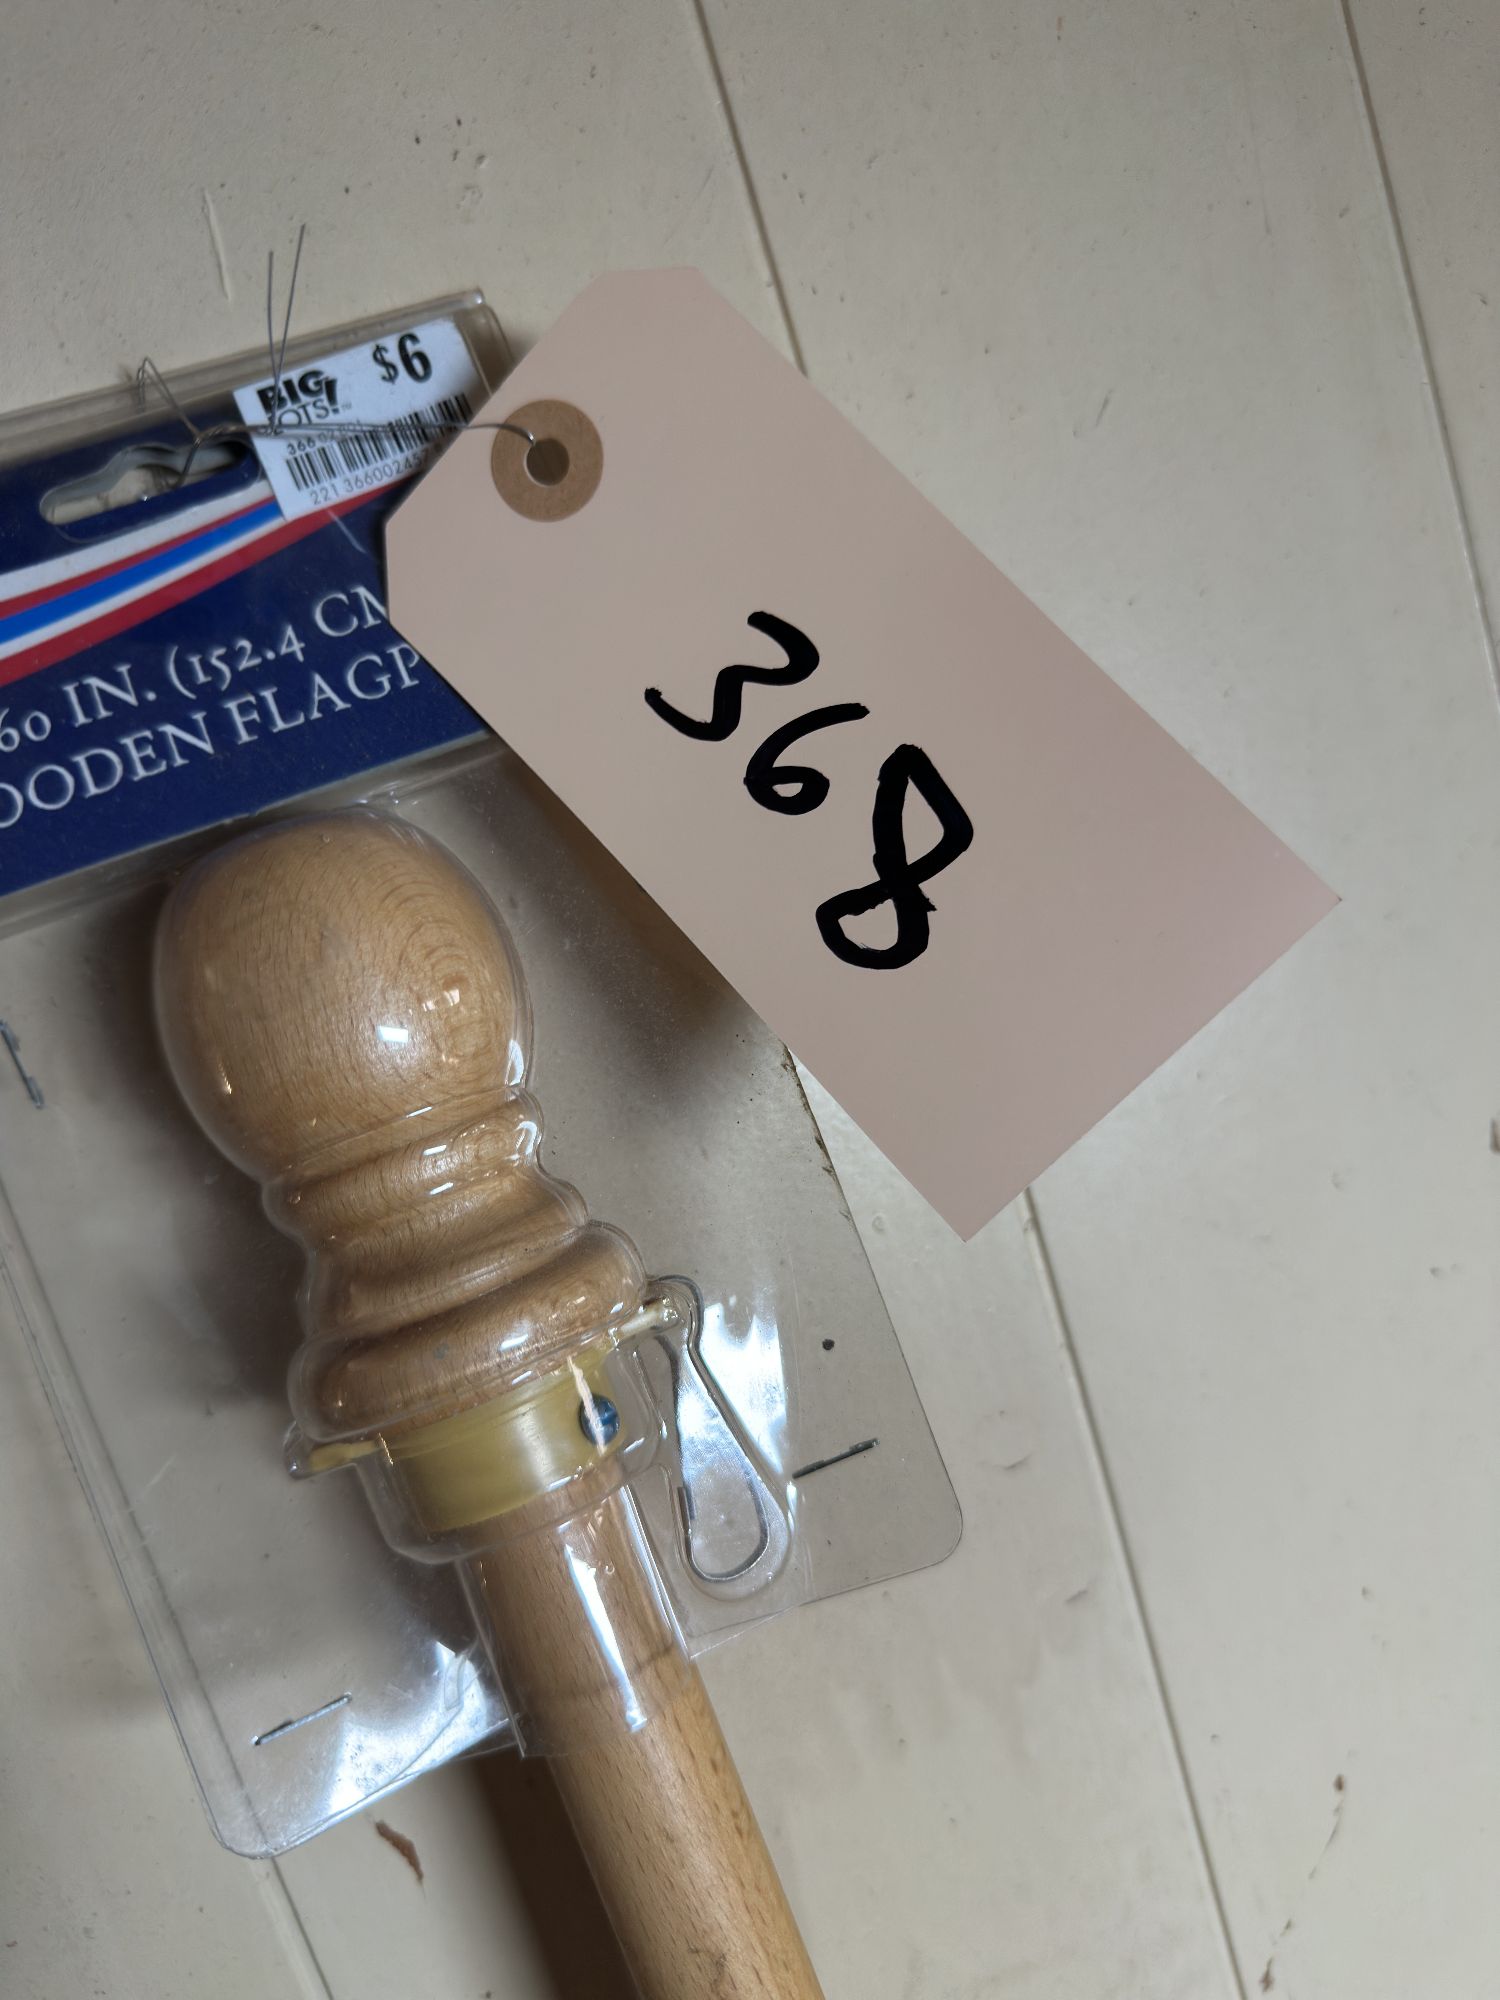 $6
BIG
LOTS!
60 IN. (152.4 CM
OODEN FLAGP
368